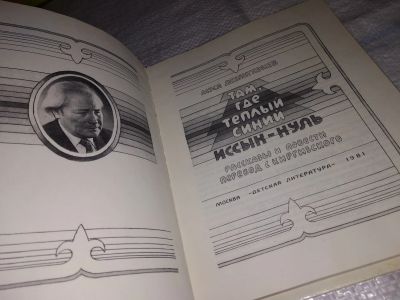 ТАМ,
ГДЕ
ТЕПЛЫЙ
СИНИЙ
ИССЫК-КУЛЬ
РАССКАЗЫ И ПОВЕСТИ
ПЕРЕВОД С КИРГИЗСКОГО
МОСКВА «ДЕТСКАЯ ЛИТЕРАТУРА» 1981